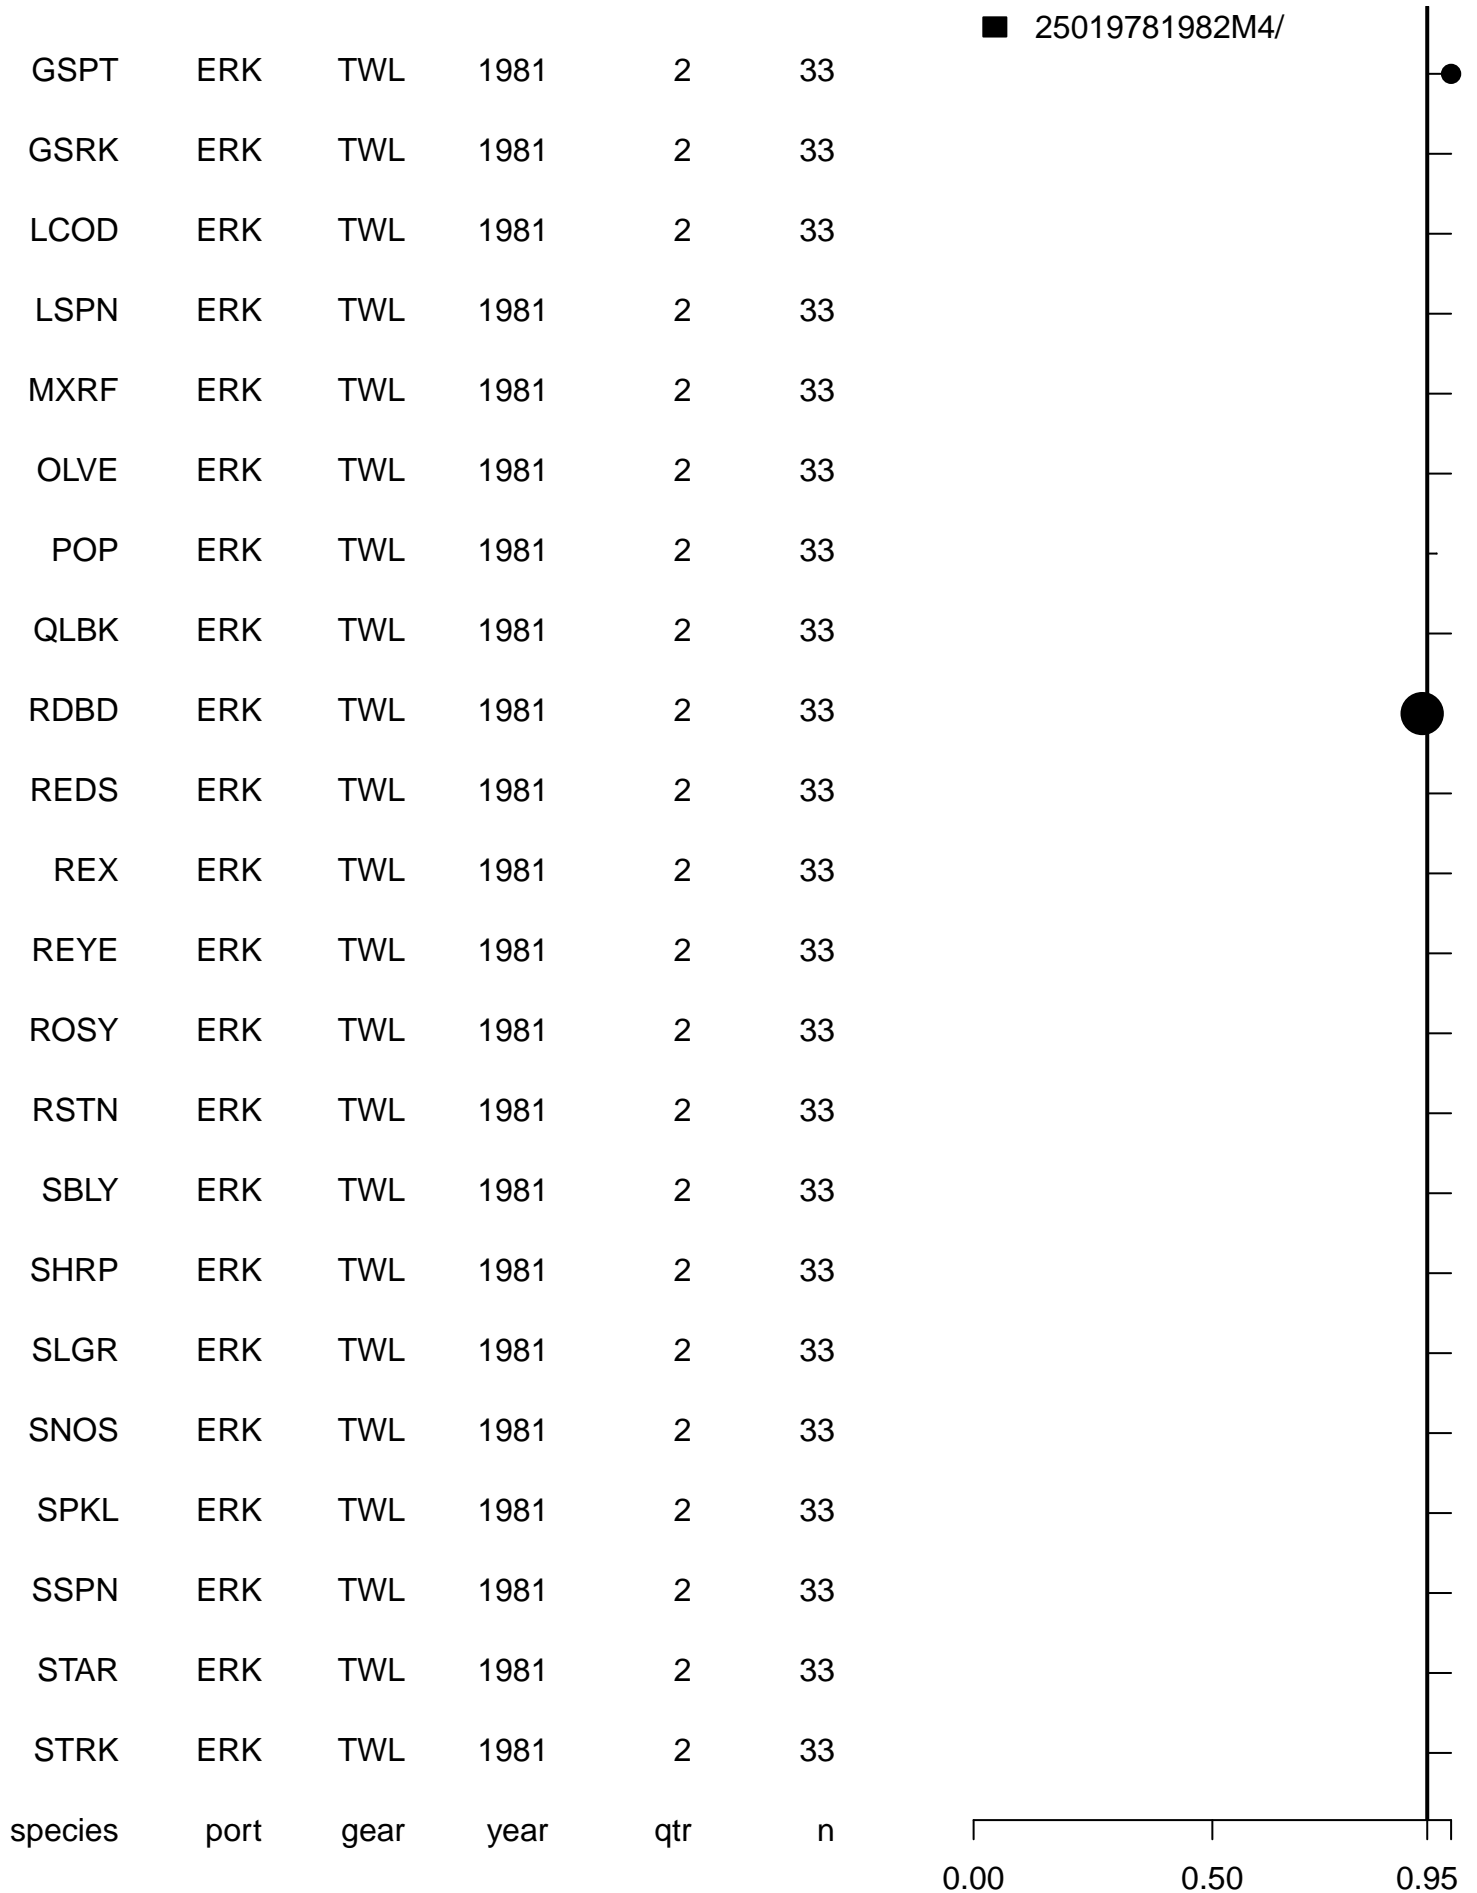 25019781982M4/
GSPT ERK TWL 1981 2 33
GSRK ERK TWL 1981 2 33
LCOD ERK TWL 1981 2 33
LSPN ERK TWL 1981 2 33
MXRF ERK TWL 1981 2 33
OLVE ERK TWL 1981 2 33
POP ERK TWL 1981 2 33
QLBK ERK TWL 1981 2 33
RDBD ERK TWL 1981 2 33
REDS ERK TWL 1981 2 33
REX ERK TWL 1981 2 33
REYE ERK TWL 1981 2 33
ROSY ERK TWL 1981 2 33
RSTN ERK TWL 1981 2 33
SBLY ERK TWL 1981 2 33
SHRP ERK TWL 1981 2 33
SLGR ERK TWL 1981 2 33
SNOS ERK TWL 1981 2 33
SPKL ERK TWL 1981 2 33
SSPN ERK TWL 1981 2 33
STAR ERK TWL 1981 2 33
STRK ERK TWL 1981 2 33
species port gear year qtr n
0.00 0.50 0.95